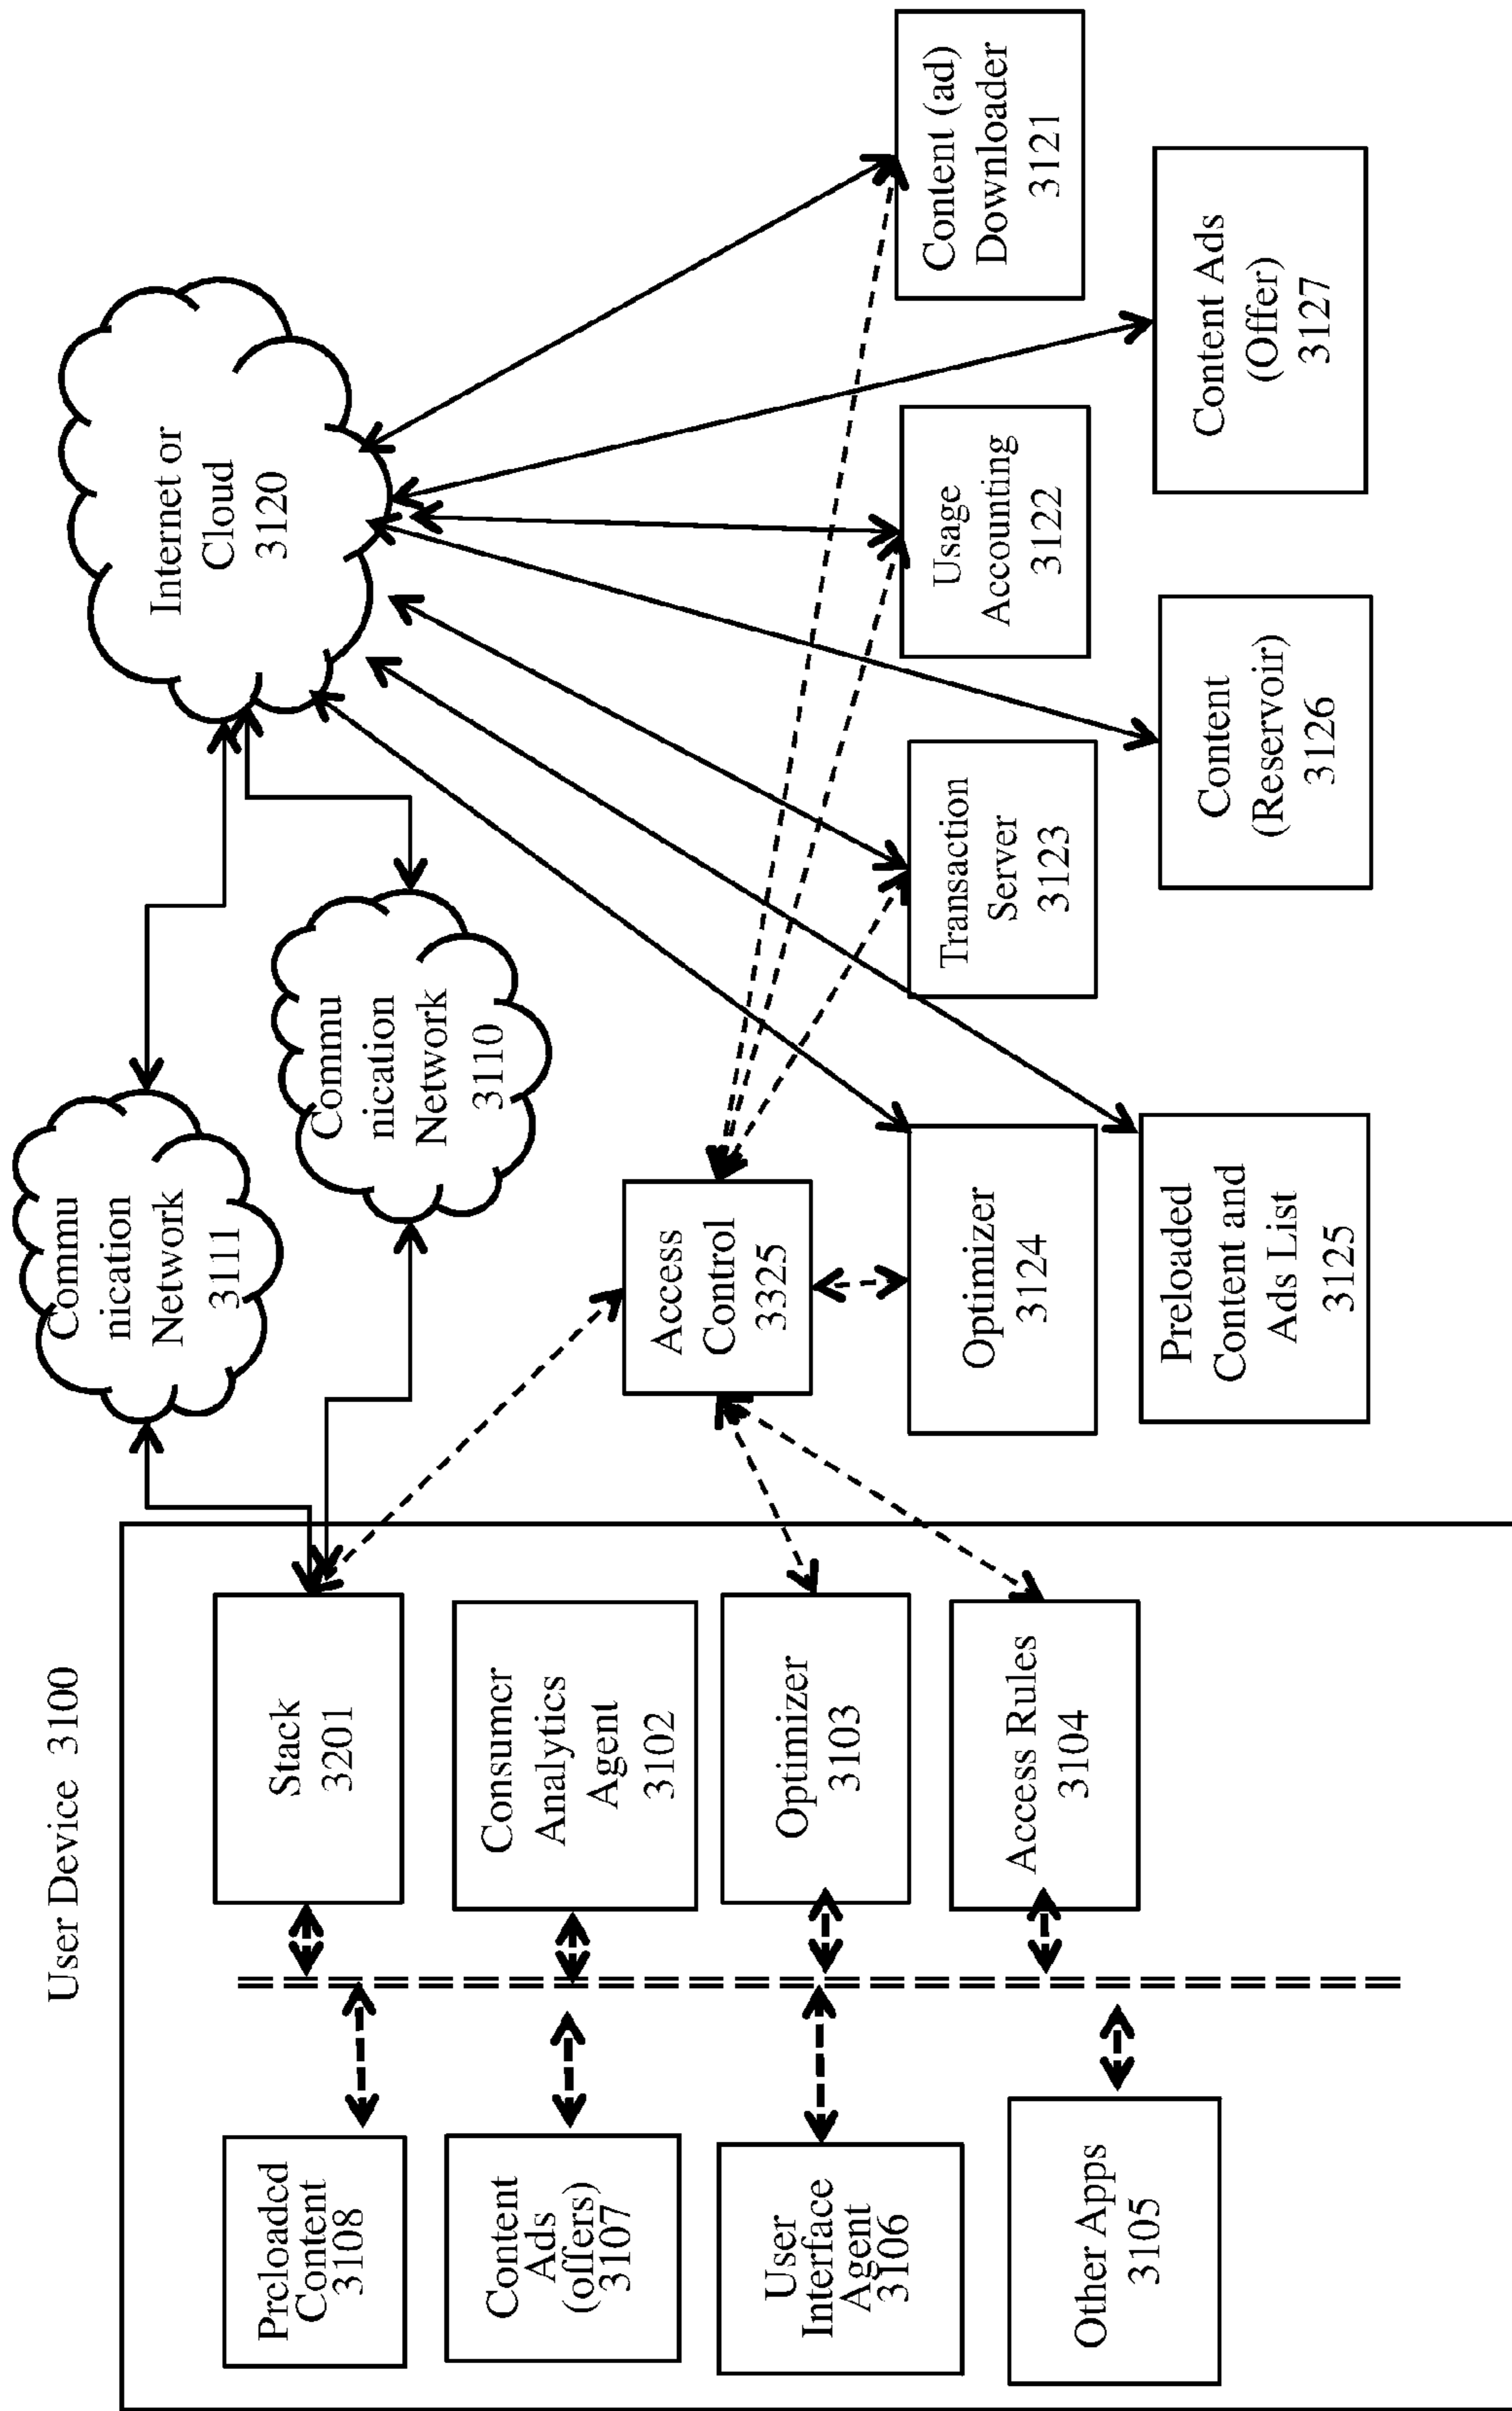 User Device 3100
Preloaded
Content
3108
Content
Ads
(offers)
3107
User
Interface
Agent
3106
Other Apps
3105
Stack
3201
Consumer
Analytics
Agent
3102
Optimizer
3103
Access Rules
3104
Commu
nication
Network
3111
Commu
nication
Network
3110
Internet or
Cloud
3120
Access
Control
3325
Optimizer
3124
Transaction
Server
3123
Usage
Accounting
3122
Content (ad)
Downloader
3121
Preloaded
Content and
Ads List
3125
Content
(Reservoir)
3126
Content Ads
(Offer)
3127